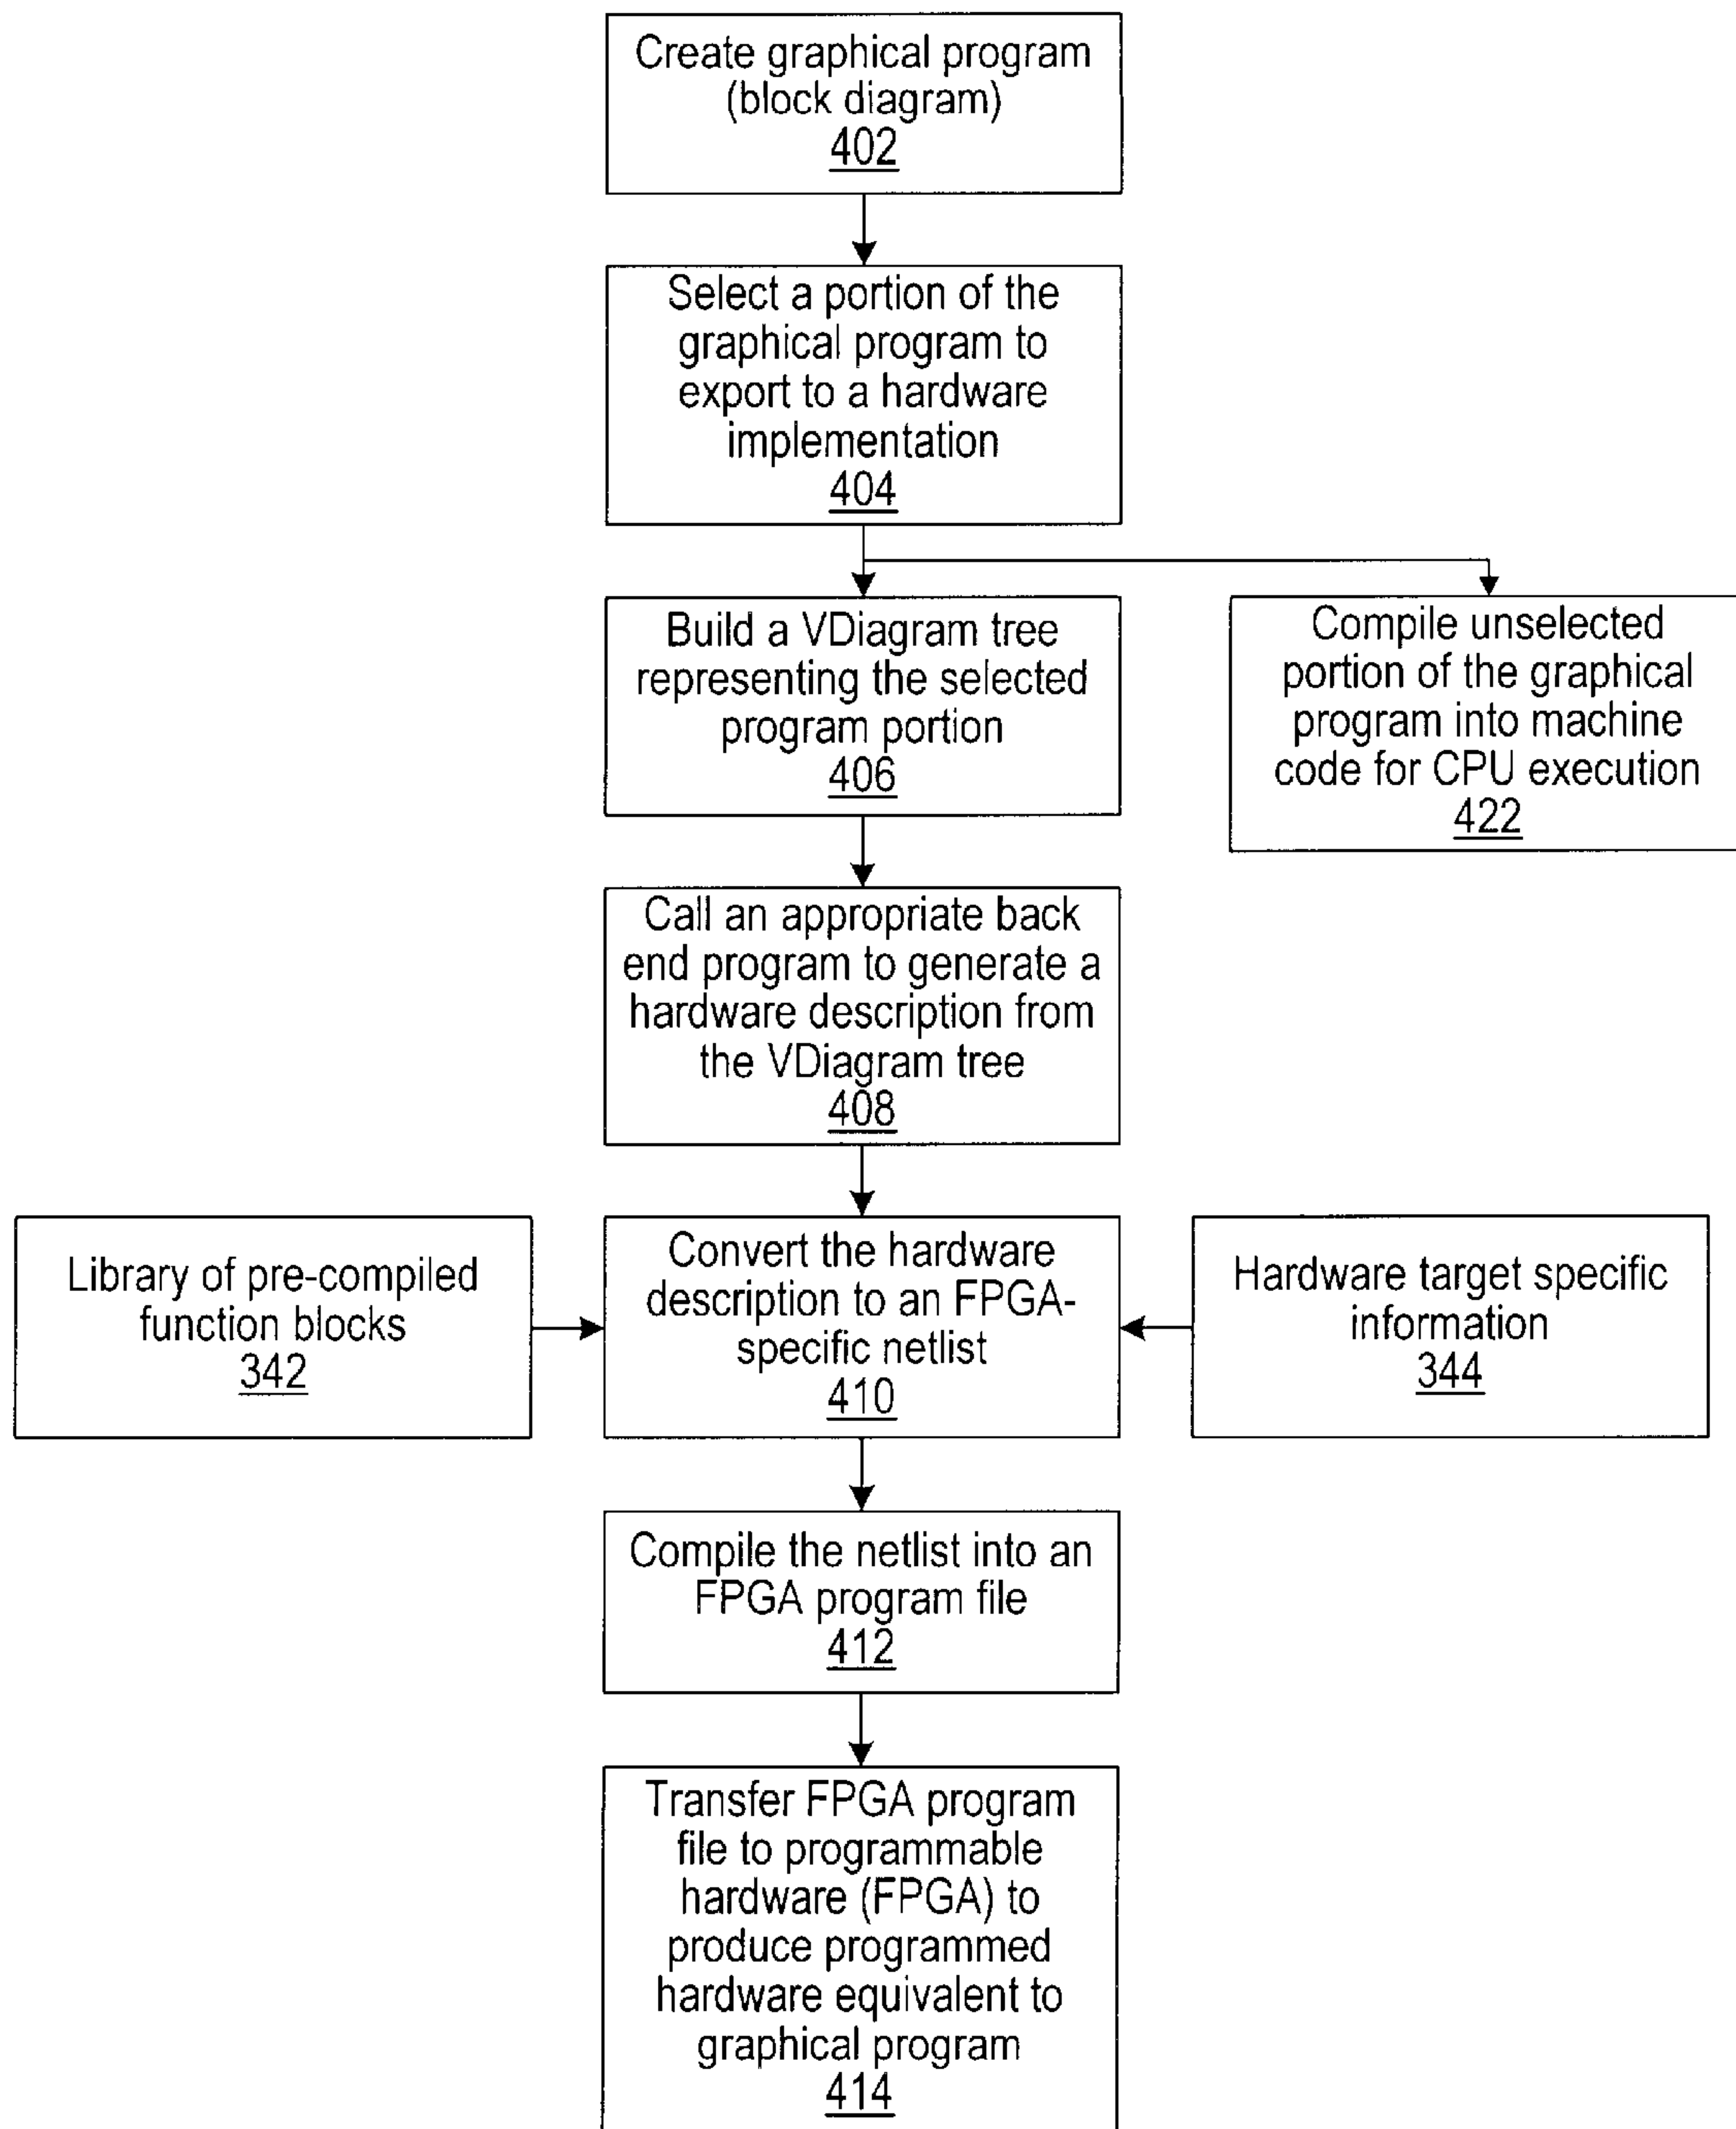 Create graphical program
(block diagram)
402
Select a portion of the
graphical program to
export to a hardware
implementation
404
Build a VDiagram tree
representing the selected
program portion
406
Compile unselected
portion of the graphical
program into machine
code for CPU execution
422
Call an appropriate back
end program to generate a
hardware description from
the VDiagram tree
408
Library of pre-compiled
function blocks
342
Convert the hardware
description to an FPGA-
specific netlist
410
Hardware target specific
information
344
Compile the netlist into an
FPGA program file
412
Transfer FPGA program
file to programmable
hardware (FPGA) to
produce programmed
hardware equivalent to
graphical program
414